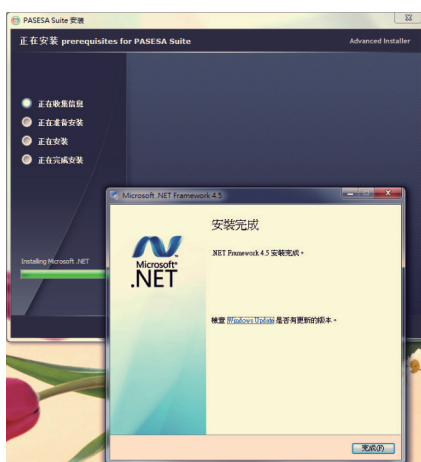 PASESA Suite 安裝
正在安裝 prerequisites for PASESA Suite
Advanced Installer
正在收集信息
正在准备安裝
正在安裝
正在完成安裝
Installing Microsoft .NET
Microsoft .NET Framework 4.5
安裝完成
.NET Framework 4.5 安裝完成。
Microsoft®
.NET
檢查 Windows Update 是否有更新的版本。
完成(F)